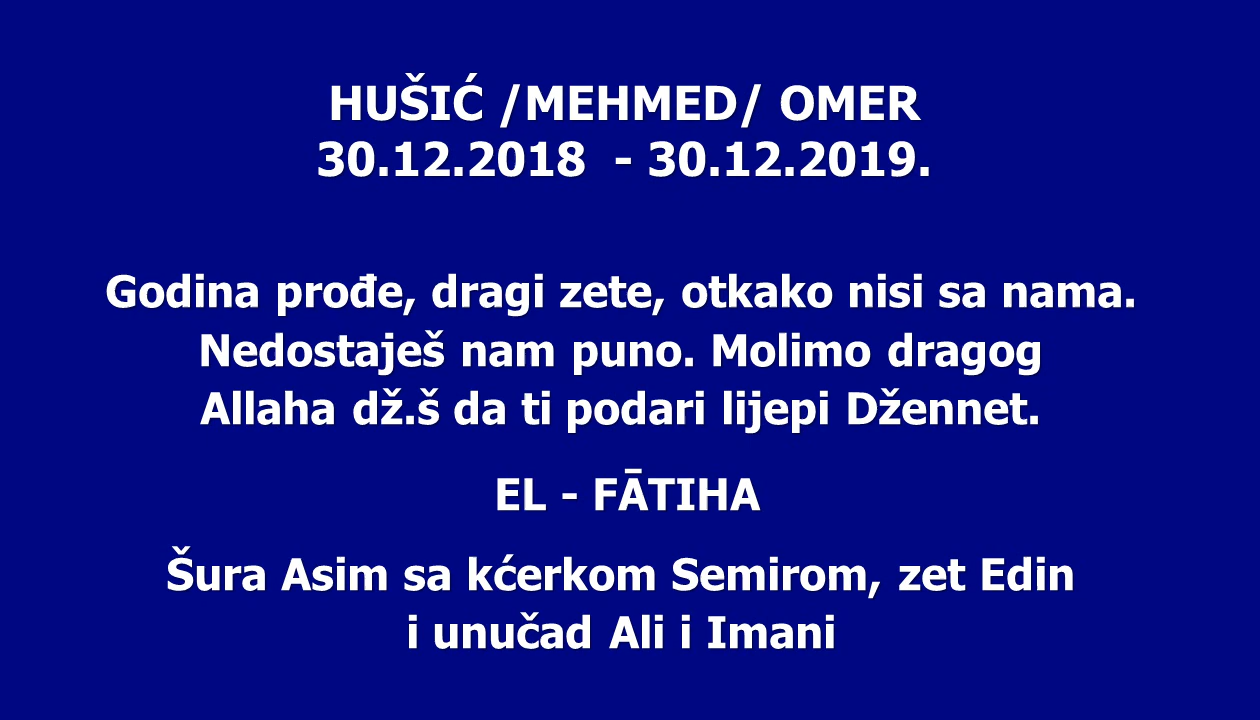 HUŠIĆ /MEHMED/ OMER
30.12.2018 - 30.12.2019.
Godina prođe, dragi zete, otkako nisi sa nama.
Nedostaješ nam puno. Molimo dragog
Allaha dž.š da ti podari lijepi Džennet.
EL - FĀTIHA
Šura Asim sa kćerkom Semirom, zet Edin
i unučad Ali i Imani